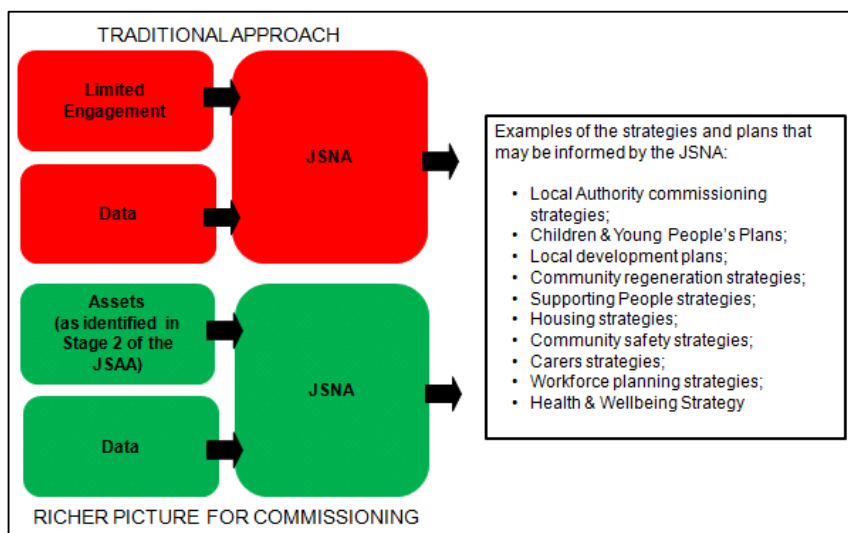 TRADITIONAL APPROACH
Limited
Engagement
Data
JSNA
Assets
(as identified in
Stage 2 of the
JSAA)
Data
JSNA
RICHER PICTURE FOR COMMISSIONING
Examples of the strategies and plans that
may be informed by the JSNA:
• Local Authority commissioning
strategies;
• Children & Young People's Plans;
• Local development plans;
• Community regeneration strategies;
• Supporting People strategies;
• Housing strategies;
• Community safety strategies;
• Carers strategies;
• Workforce planning strategies;
• Health & Wellbeing Strategy